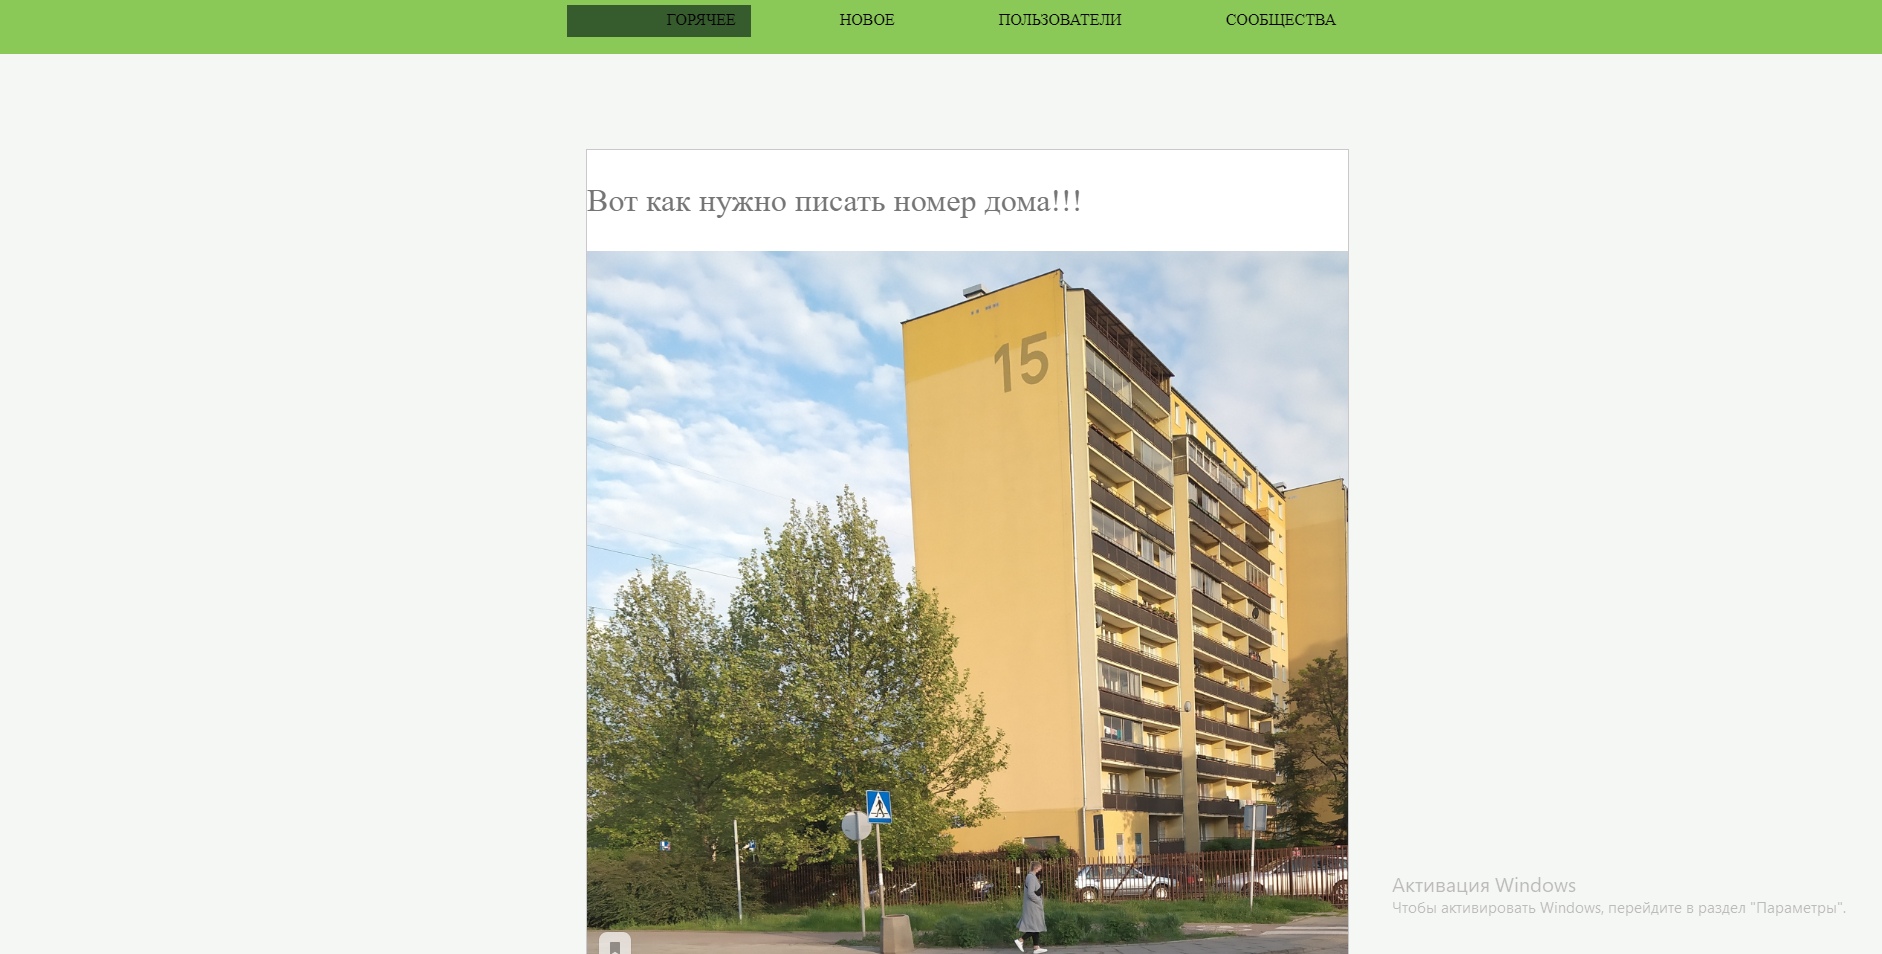 ГОРЯЧЕЕ НОВОЕ ПОЛЬЗОВАТЕЛИ СООБЩЕСТВА
Вот как нужно писать номер дома!!!
15
Активация Windows
Чтобы активировать Windows, перейдите в раздел "Параметры".